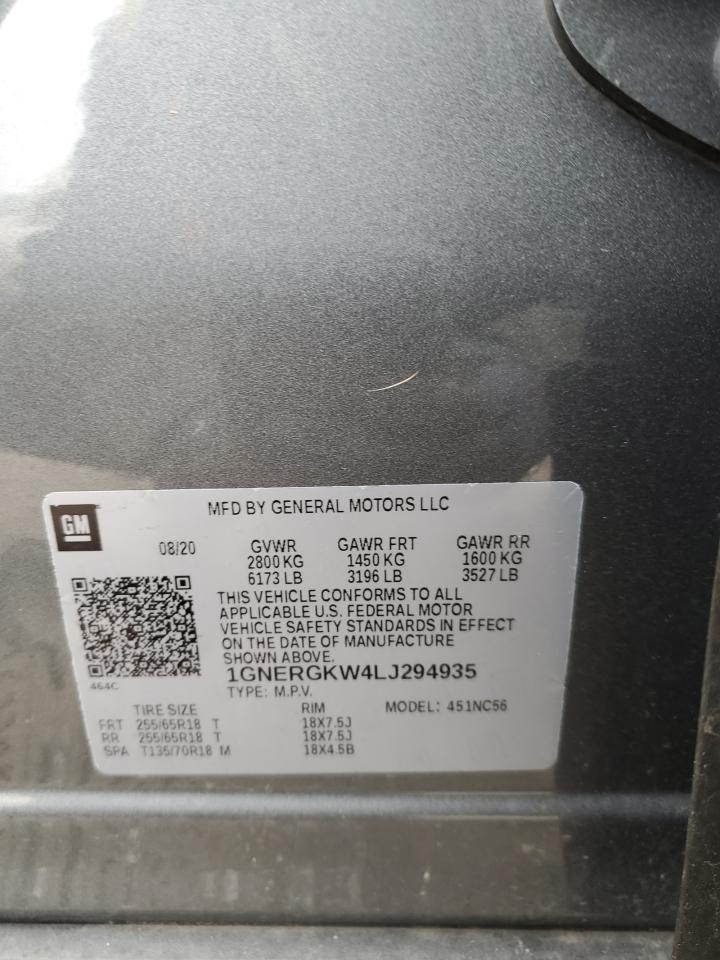 MFD BY GENERAL MOTORS LLC
GM
08/20 GVWR GAWR FRT GAWR RR
2800 KG 1450 KG 1600 KG
6173 LB 3196 LB 3527 LB
THIS VEHICLE CONFORMS TO ALL
APPLICABLE U.S. FEDERAL MOTOR
VEHICLE SAFETY STANDARDS IN EFFECT
ON THE DATE OF MANUFACTURE
SHOWN ABOVE.
1GNERGKW4LJ294935
464C
TYPE: M.P.V.
TIRE SIZE RIM MODEL: 451NC56
FRT 255/65R18 T 18X7.5J
RR 255/65R18 T 18X7.5J
SPA T135/70R18 M 18X4.5B